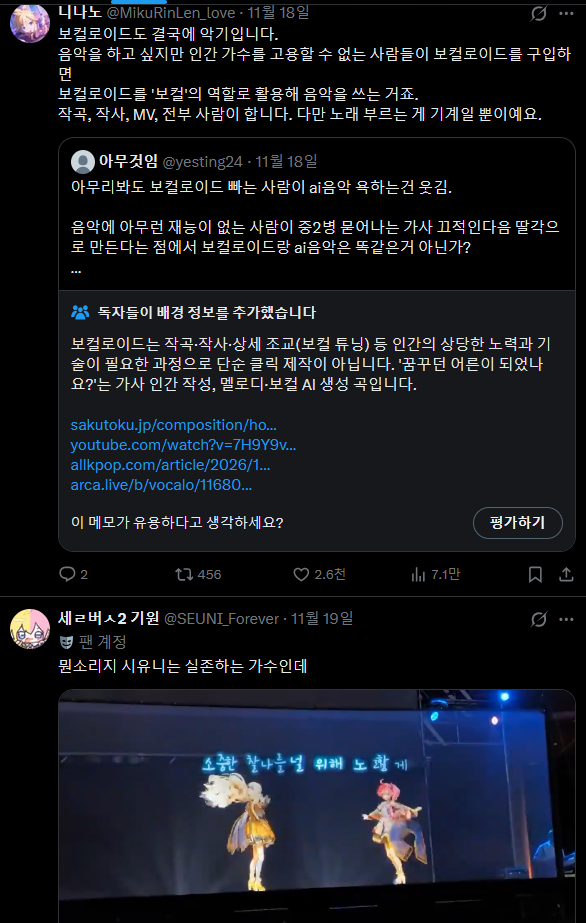 니나노 @MikuRinLen_love · 11월 18일
보컬로이드도 결국에 악기입니다.
음악을 하고 싶지만 인간 가수를 고용할 수 없는 사람들이 보컬로이드를 구입하
면
보컬로이드를 '보컬'의 역할로 활용해 음악을 쓰는 거죠.
작곡, 작사, MV, 전부 사람이 합니다. 다만 노래 부르는 게 기계일 뿐이예요.
아무것임 @yesting24 · 11월 18일
아무리봐도 보컬로이드 빠는 사람이 ai음악 욕하는건 웃김.
음악에 아무런 재능이 없는 사람이 중2병 묻어나는 가사 끄적인다음 딸각으
로 만든다는 점에서 보컬로이드랑 ai음악은 똑같은거 아닌가?
...
독자들이 배경 정보를 추가했습니다
보컬로이드는 작곡·작사·상세 조교(보컬 튜닝) 등 인간의 상당한 노력과 기
술이 필요한 과정으로 단순 클릭 제작이 아닙니다. '꿈꾸던 어른이 되었나
요?'는 가사 인간 작성, 멜로디·보컬 AI 생성 곡입니다.
sakutoku.jp/composition/ho...
youtube.com/watch?v=7H9Y9v...
allkpop.com/article/2026/1...
arca.live/b/vocalo/11680...
이 메모가 유용하다고 생각하세요?
평가하기
2
456
2.6천
7.1만
세ㄹ버ㅅ2 기원 @SEUNI_Forever · 11월 19일
팬 계정
뭔소리지 시유니는 실존하는 가수인데
소중한 찰나를 널 위해 노 할 게